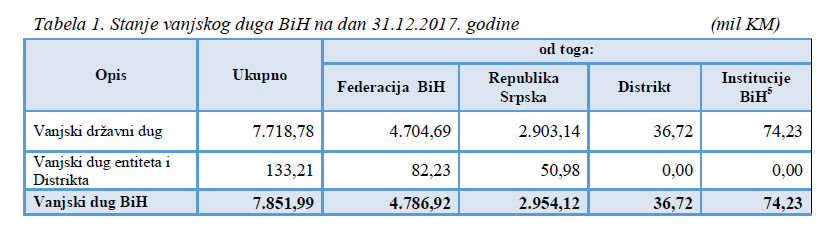 Tabela 1. Stanje vanjskog duga BiH na dan 31.12.2017. godine (mil KM)
Opis Ukupno od toga:
Federacija BiH Republika Srpska Distrikt Institucije BiH5
Vanjski državni dug 7.718,78 4.704,69 2.903,14 36,72 74,23
Vanjski dug entiteta i Distrikta 133,21 82,23 50,98 0,00 0,00
Vanjski dug BiH 7.851,99 4.786,92 2.954,12 36,72 74,23